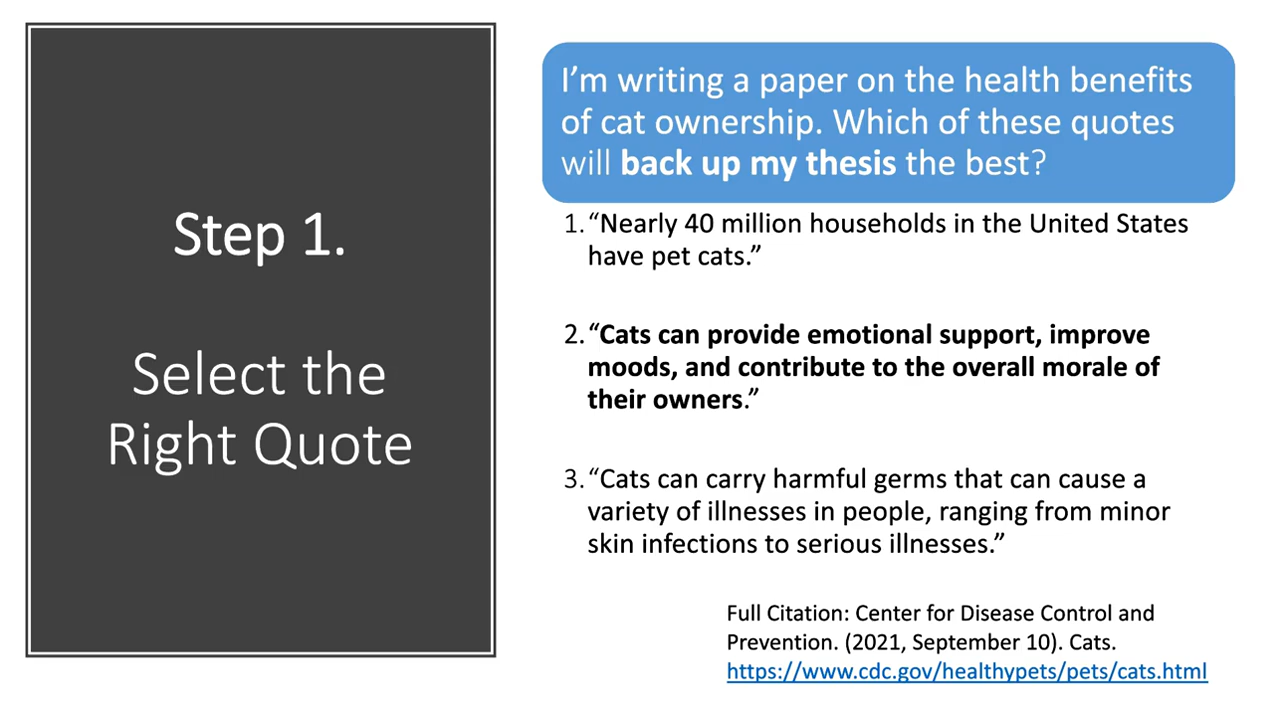 Step 1.
Select the
Right Quote
I’m writing a paper on the health benefits
of cat ownership. Which of these quotes
will back up my thesis the best?
1. “Nearly 40 million households in the United States
have pet cats.”
2. “Cats can provide emotional support, improve
moods, and contribute to the overall morale of
their owners.”
3. “Cats can carry harmful germs that can cause a
variety of illnesses in people, ranging from minor
skin infections to serious illnesses.”
Full Citation: Center for Disease Control and
Prevention. (2021, September 10). Cats.
https://www.cdc.gov/healthypets/pets/cats.html